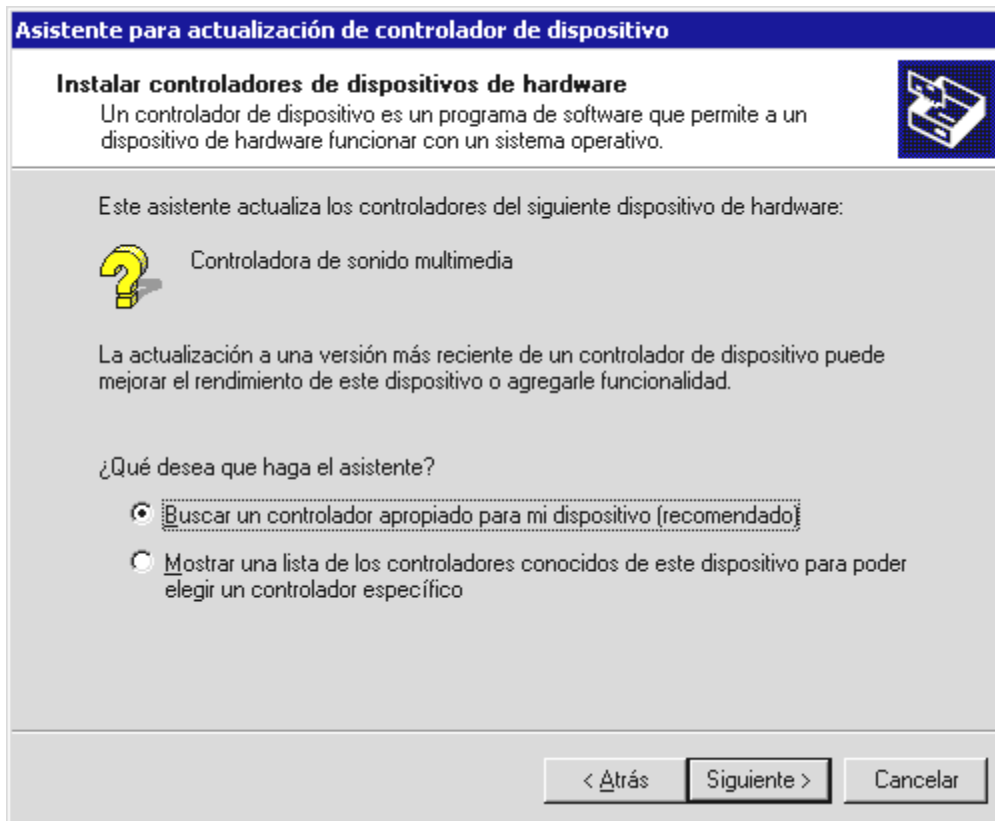 Asistente para actualización de controlador de dispositivo
Instalar controladores de dispositivos de hardware
Un controlador de dispositivo es un programa de software que permite a un
dispositivo de hardware funcionar con un sistema operativo.
Este asistente actualiza los controladores del siguiente dispositivo de hardware:
Controladora de sonido multimedia
La actualización a una versión más reciente de un controlador de dispositivo puede
mejorar el rendimiento de este dispositivo o agregarle funcionalidad.
¿Qué desea que haga el asistente?
Buscar un controlador apropiado para mi dispositivo (recomendado)
Mostrar una lista de los controladores conocidos de este dispositivo para poder
elegir un controlador específico
< Atrás Siguiente > Cancelar